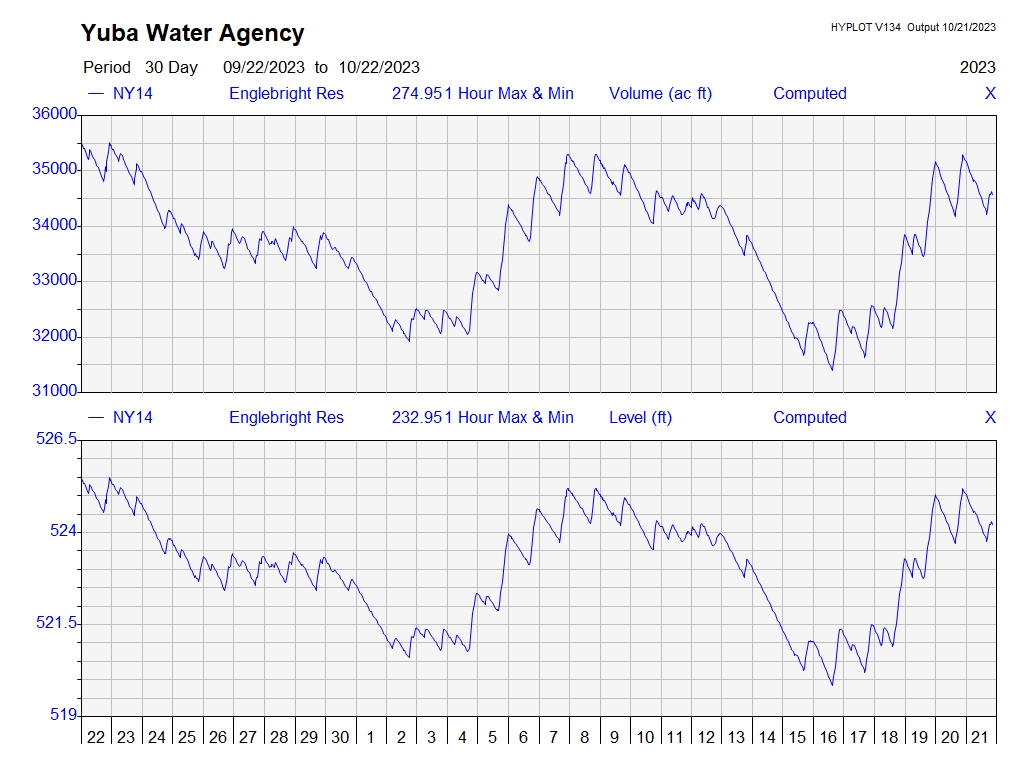 Yuba Water Agency
HYPLOT V134 Output 10/21/2023
Period 30 Day 09/22/2023 to 10/22/2023
2023
— NY14 Englebright Res 274.951 Hour Max & Min Volume (ac ft) Computed X
36000
35000
34000
33000
32000
31000
— NY14 Englebright Res 232.951 Hour Max & Min Level (ft) Computed X
526.5
524
521.5
519
22 23 24 25 26 27 28 29 30 1 2 3 4 5 6 7 8 9 10 11 12 13 14 15 16 17 18 19 20 21